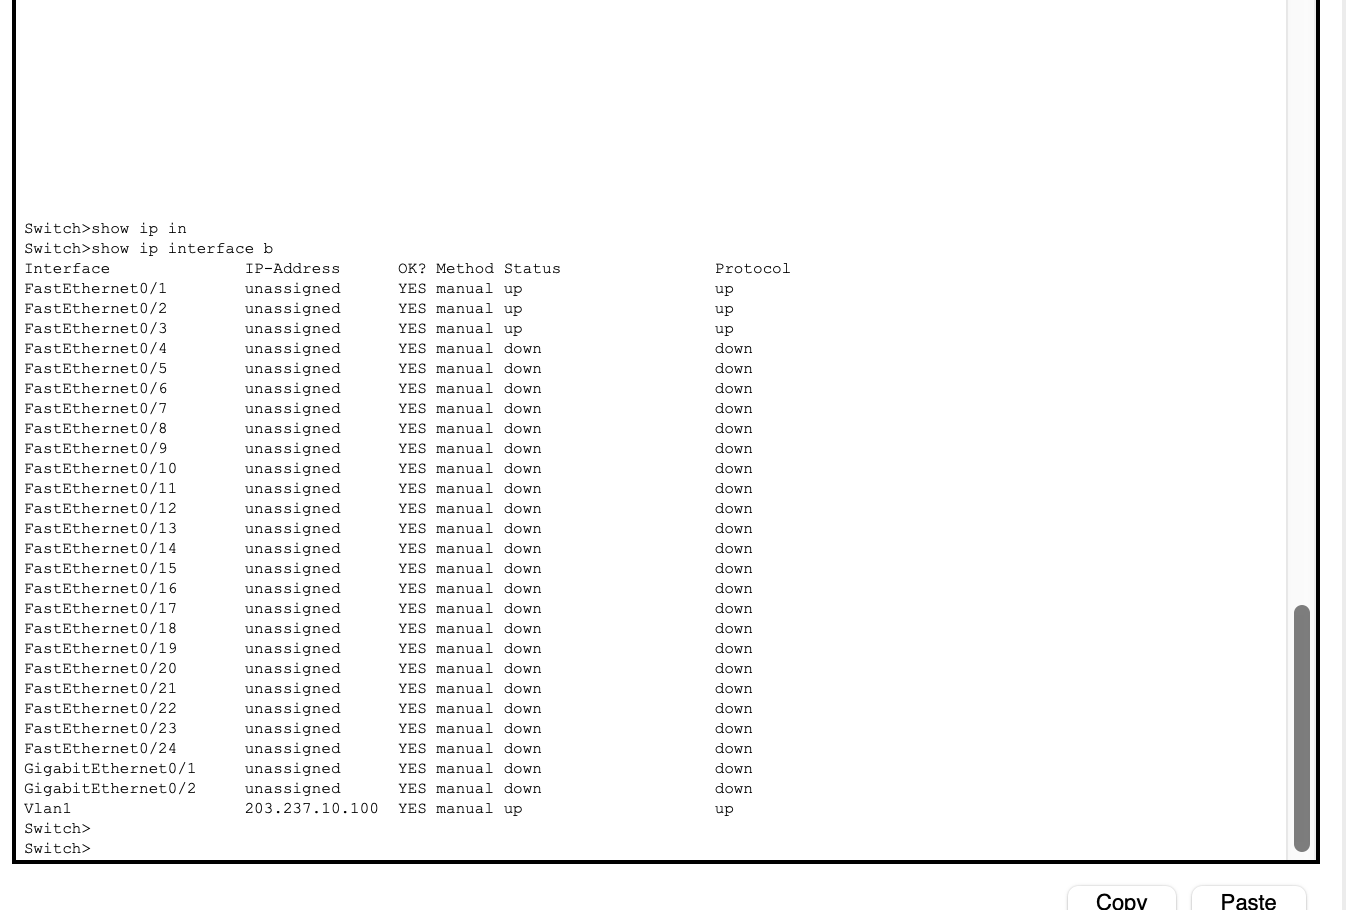 Switch>show ip in
Switch>show ip interface b
Interface IP-Address OK? Method Status Protocol
FastEthernet0/1 unassigned YES manual up up
FastEthernet0/2 unassigned YES manual up up
FastEthernet0/3 unassigned YES manual up up
FastEthernet0/4 unassigned YES manual down down
FastEthernet0/5 unassigned YES manual down down
FastEthernet0/6 unassigned YES manual down down
FastEthernet0/7 unassigned YES manual down down
FastEthernet0/8 unassigned YES manual down down
FastEthernet0/9 unassigned YES manual down down
FastEthernet0/10 unassigned YES manual down down
FastEthernet0/11 unassigned YES manual down down
FastEthernet0/12 unassigned YES manual down down
FastEthernet0/13 unassigned YES manual down down
FastEthernet0/14 unassigned YES manual down down
FastEthernet0/15 unassigned YES manual down down
FastEthernet0/16 unassigned YES manual down down
FastEthernet0/17 unassigned YES manual down down
FastEthernet0/18 unassigned YES manual down down
FastEthernet0/19 unassigned YES manual down down
FastEthernet0/20 unassigned YES manual down down
FastEthernet0/21 unassigned YES manual down down
FastEthernet0/22 unassigned YES manual down down
FastEthernet0/23 unassigned YES manual down down
FastEthernet0/24 unassigned YES manual down down
GigabitEthernet0/1 unassigned YES manual down down
GigabitEthernet0/2 unassigned YES manual down down
Vlan1 203.237.10.100 YES manual up up
Switch>
Switch>
Copy Paste